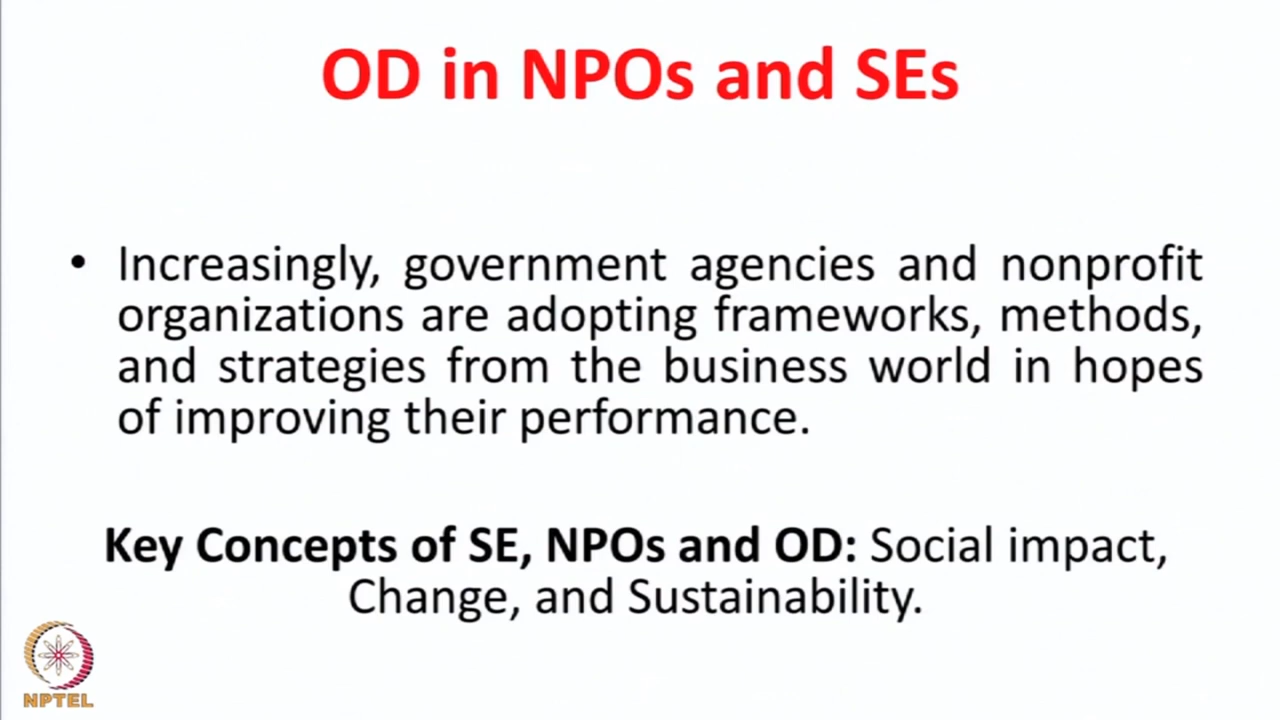 OD in NPOs and SEs
• Increasingly, government agencies and nonprofit
organizations are adopting frameworks, methods,
and strategies from the business world in hopes
of improving their performance.
Key Concepts of SE, NPOs and OD: Social impact,
Change, and Sustainability.
NPTEL